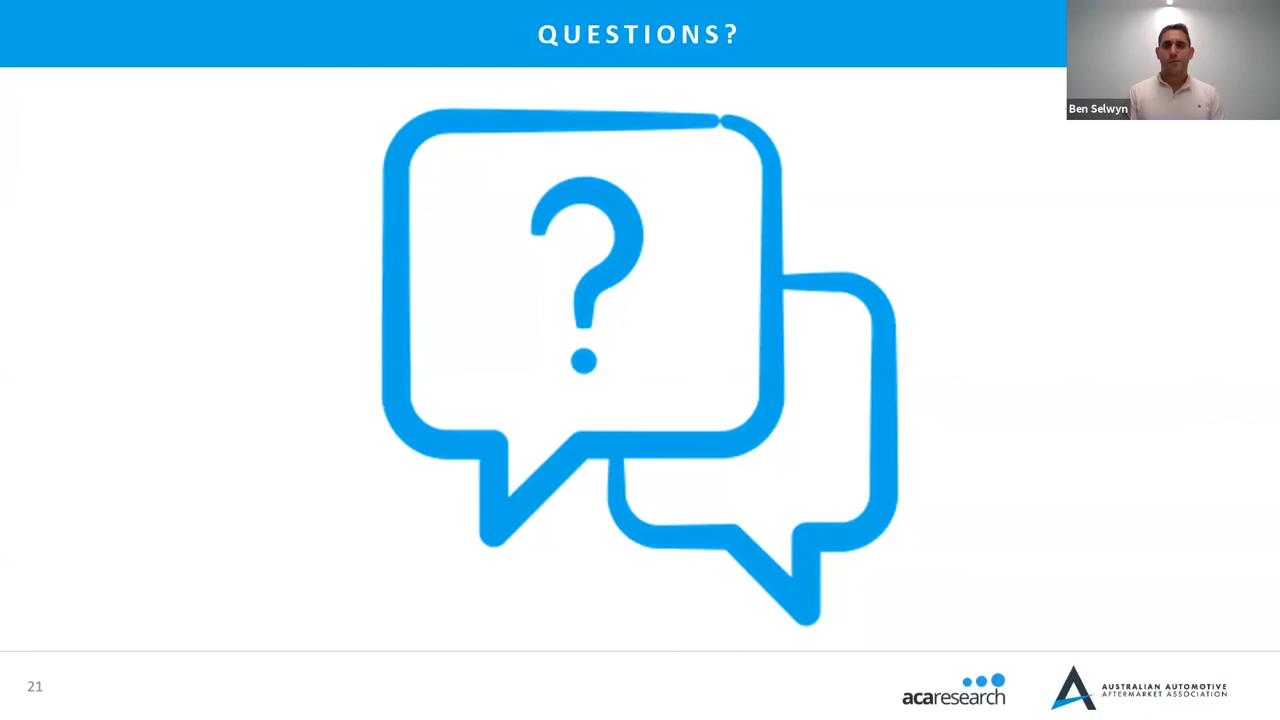 QUESTIONS?
Ben Selwyn
?
21
acaresearch
AUSTRALIAN AUTOMOTIVE
AFTERMARKET ASSOCIATION